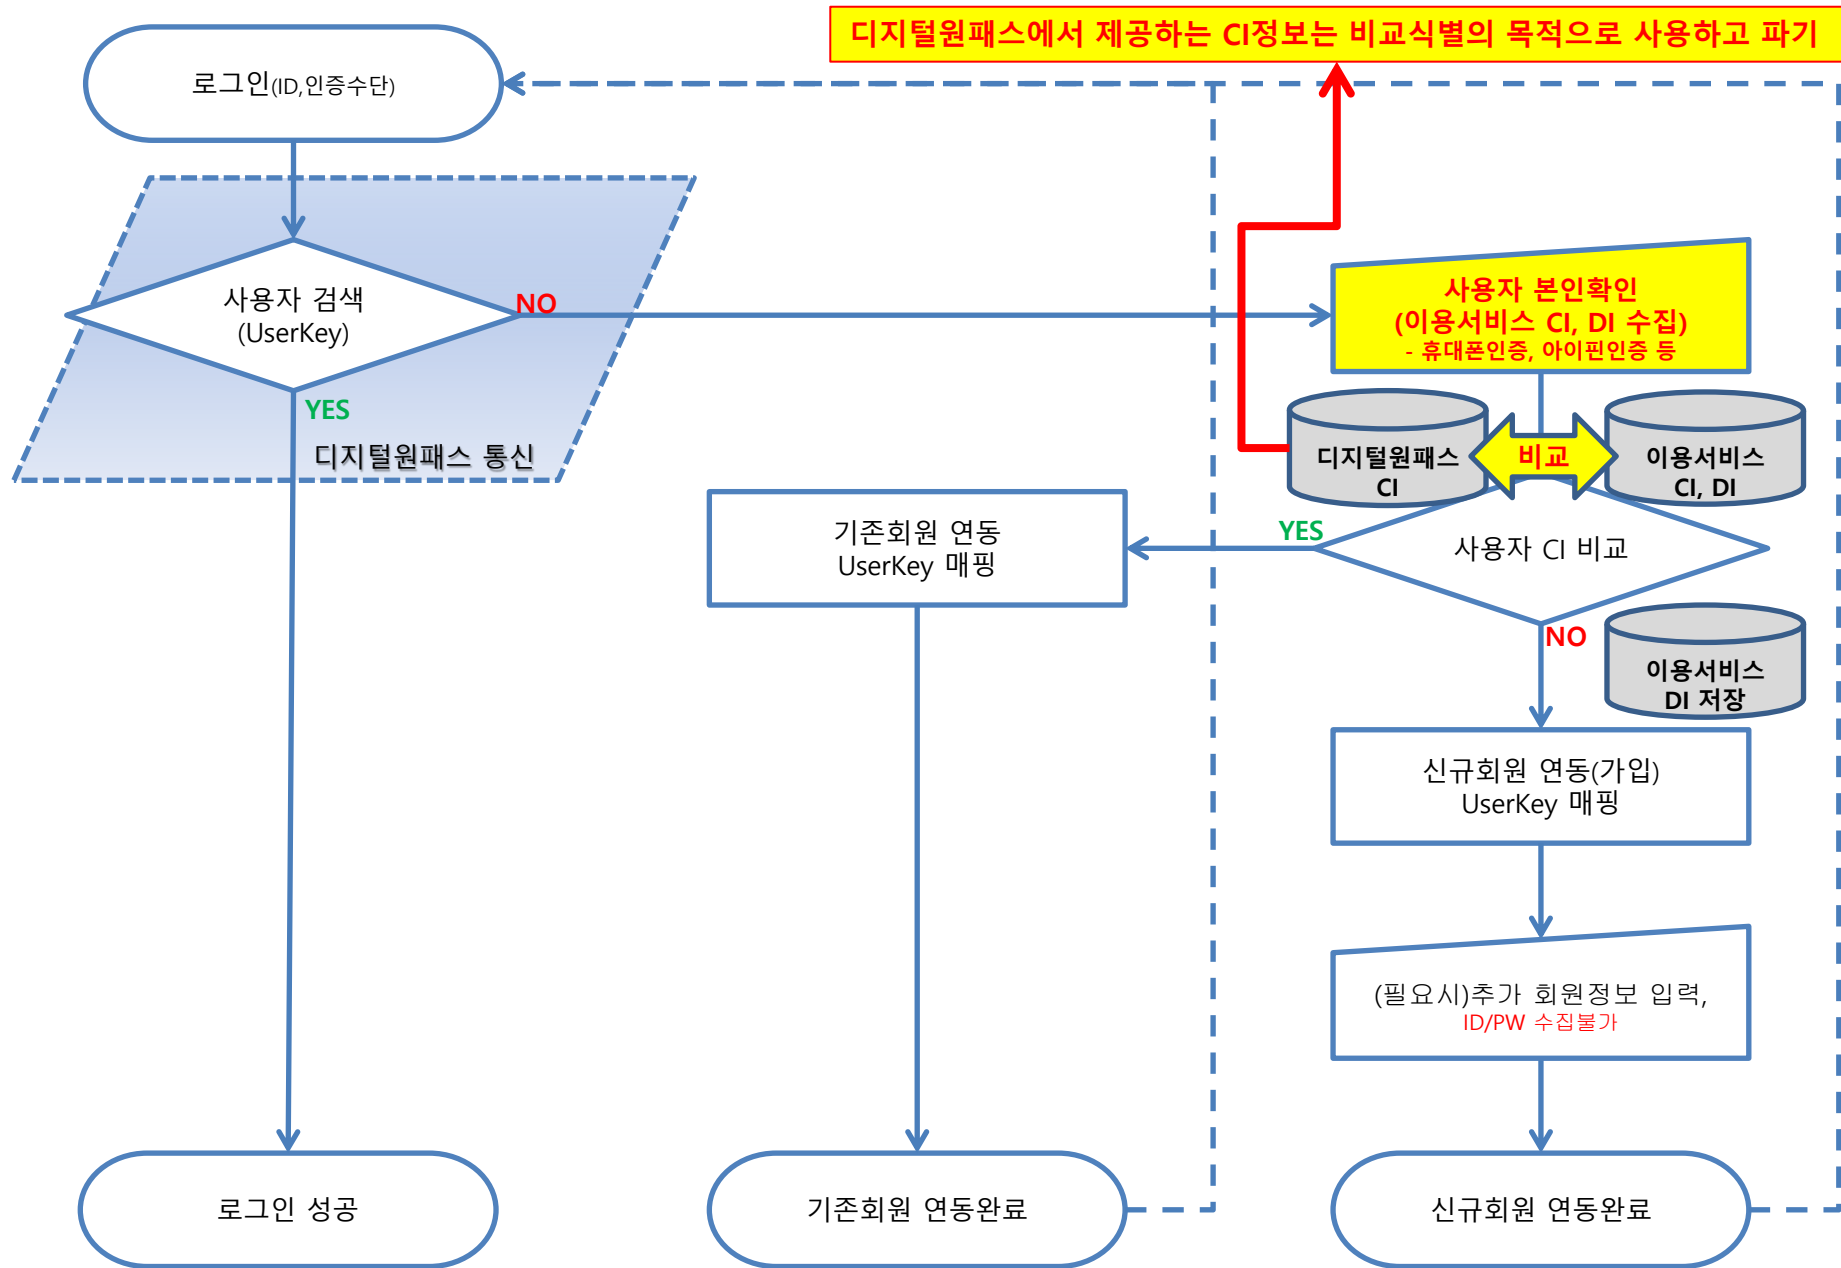 디지털원패스에서 제공하는 CI정보는 비교식별의 목적으로 사용하고 파기
로그인(ID,인증수단)
사용자 검색
(UserKey)
NO
YES
디지털원패스 통신
사용자 본인확인
(이용서비스 CI, DI 수집)
- 휴대폰인증, 아이핀인증 등
디지털원패스
CI
비교
이용서비스
CI, DI
사용자 CI 비교
YES
NO
기존회원 연동
UserKey 매핑
이용서비스
DI 저장
신규회원 연동(가입)
UserKey 매핑
(필요시)추가 회원정보 입력,
ID/PW 수집불가
로그인 성공
기존회원 연동완료
신규회원 연동완료